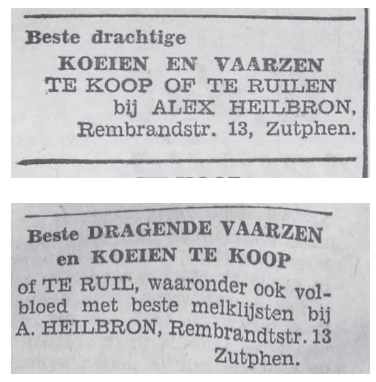 Beste drachtige
KOEIEN EN VAARZEN
TE KOOP OF TE RUILEN
bij ALEX HEILBRON,
Rembrandstr. 13, Zutphen.
Beste DRAGENDE VAARZEN
en KOEIEN TE KOOP
of TE RUIL, waaronder ook vol-
bloed met beste melklijsten bij
A. HEILBRON, Rembrandtstr. 13
Zutphen.